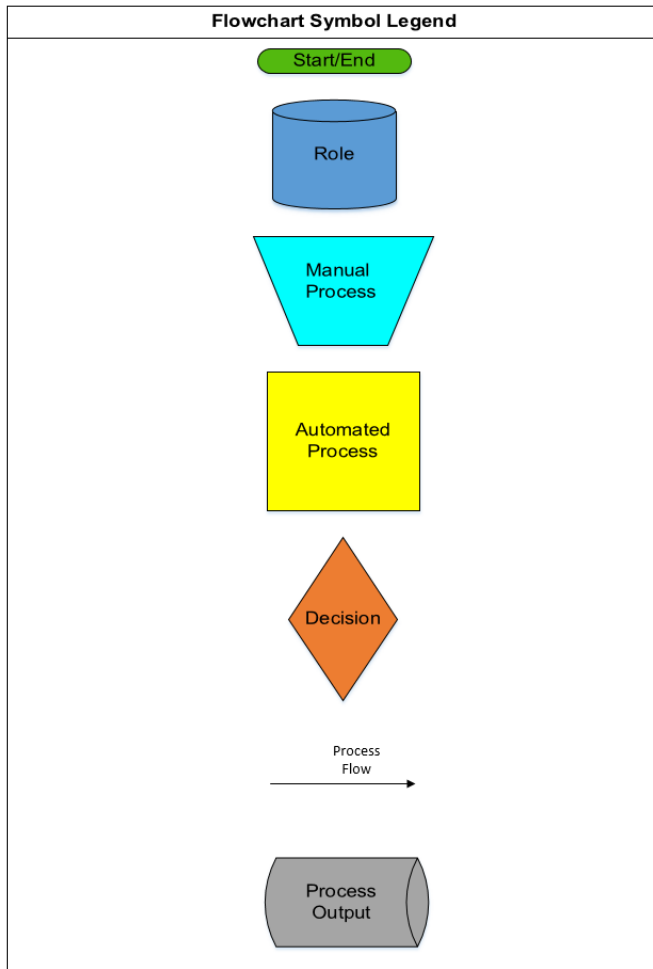 Flowchart Symbol Legend
Start/End
Role
Manual
Process
Automated
Process
Decision
Process
Flow
Process
Output